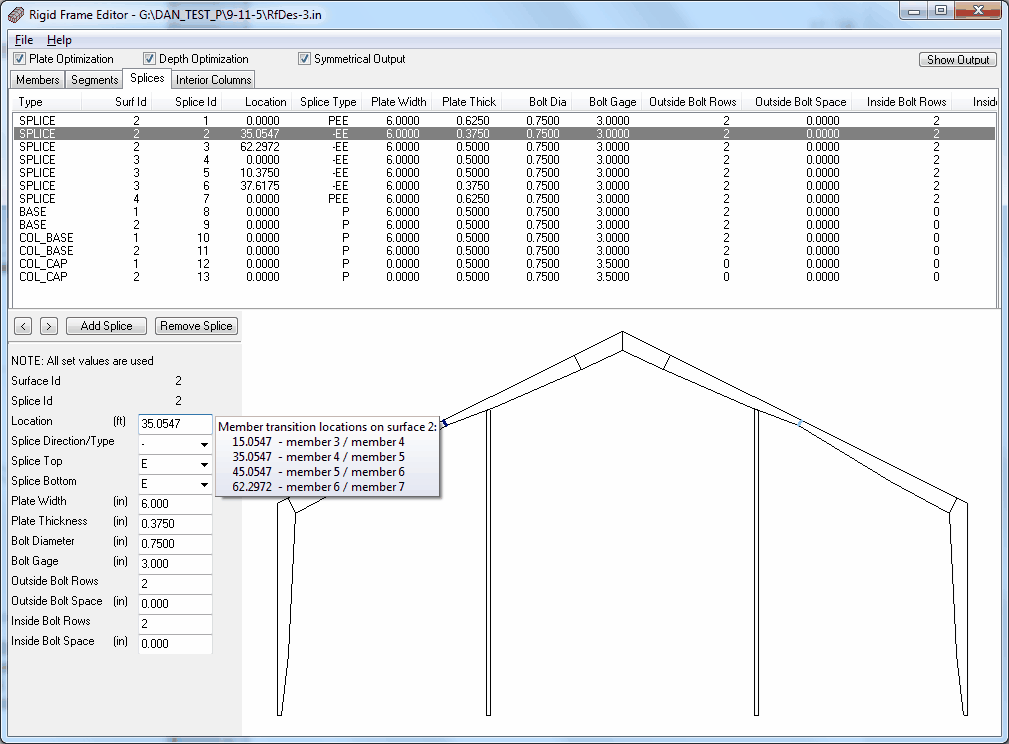 Rigid Frame Editor - G:\DAN_TEST_P\9-11-5\RfDes-3.in
File Help
Plate Optimization Depth Optimization Symmetrical Output Show Output
Members Segments Splices Interior Columns
Type Surf Id Splice Id Location Splice Type Plate Width Plate Thick Bolt Dia Bolt Gage Outside Bolt Rows Outside Bolt Space Inside Bolt Rows Insid
SPLICE 2 1 0.0000 PEE 6.0000 0.6250 0.7500 3.0000 2 0.0000 2
SPLICE 2 2 35.0547 -EE 6.0000 0.3750 0.7500 3.0000 2 0.0000 2
SPLICE 2 3 62.2972 -EE 6.0000 0.5000 0.7500 3.0000 2 0.0000 2
SPLICE 3 4 0.0000 -EE 6.0000 0.5000 0.7500 3.0000 2 0.0000 2
SPLICE 3 5 10.3750 -EE 6.0000 0.5000 0.7500 3.0000 2 0.0000 2
SPLICE 3 6 37.6175 -EE 6.0000 0.3750 0.7500 3.0000 2 0.0000 2
SPLICE 4 7 0.0000 PEE 6.0000 0.6250 0.7500 3.0000 2 0.0000 2
BASE 1 8 0.0000 P 6.0000 0.5000 0.7500 3.0000 2 0.0000 0
BASE 2 9 0.0000 P 6.0000 0.5000 0.7500 3.0000 2 0.0000 0
COL_BASE 1 10 0.0000 P 6.0000 0.5000 0.7500 3.0000 2 0.0000 0
COL_BASE 2 11 0.0000 P 6.0000 0.5000 0.7500 3.0000 2 0.0000 0
COL_CAP 1 12 0.0000 P 0.0000 0.5000 0.7500 3.5000 0 0.0000 0
COL_CAP 2 13 0.0000 P 0.0000 0.5000 0.7500 3.5000 0 0.0000 0
< > Add Splice Remove Splice
NOTE: All set values are used
Surface Id 2
Splice Id 2
Location (ft) 35.0547
Splice Direction/Type -
Splice Top E
Splice Bottom E
Plate Width (in) 6.000
Plate Thickness (in) 0.3750
Bolt Diameter (in) 0.7500
Bolt Gage (in) 3.000
Outside Bolt Rows 2
Outside Bolt Space (in) 0.000
Inside Bolt Rows 2
Inside Bolt Space (in) 0.000
Member transition locations on surface 2:
15.0547 - member 3 / member 4
35.0547 - member 4 / member 5
45.0547 - member 5 / member 6
62.2972 - member 6 / member 7